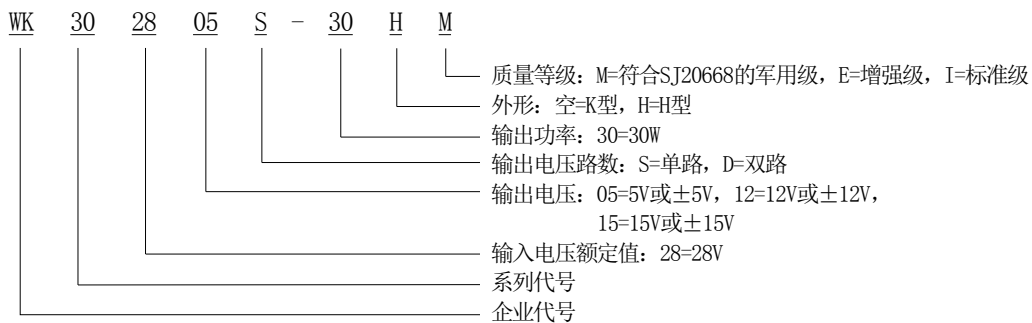 WK 30 28 05 S - 30 H M
质量等级：M=符合SJ20668的军用级，E=增强级，I=标准级
外形：空=K型，H=H型
输出功率：30=30W
输出电压路数：S=单路，D=双路
输出电压：05=5V或±5V，12=12V或±12V，
15=15V或±15V
输入电压额定值：28=28V
系列代号
企业代号